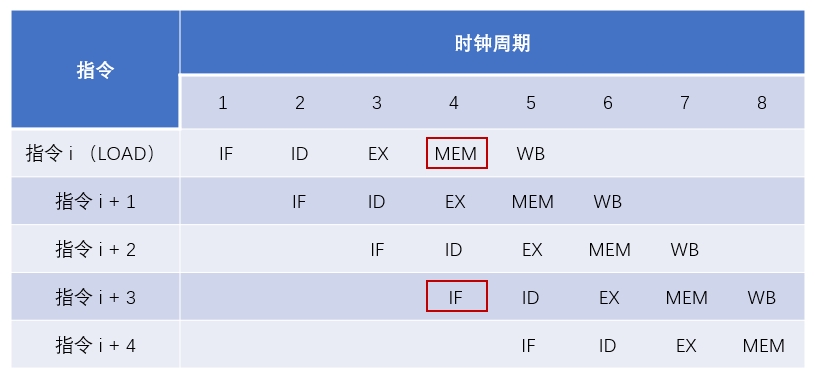 指令 时钟周期
1 2 3 4 5 6 7 8
指令 i （LOAD） IF ID EX MEM WB
指令 i + 1 IF ID EX MEM WB
指令 i + 2 IF ID EX MEM WB
指令 i + 3 IF ID EX MEM WB
指令 i + 4 IF ID EX MEM